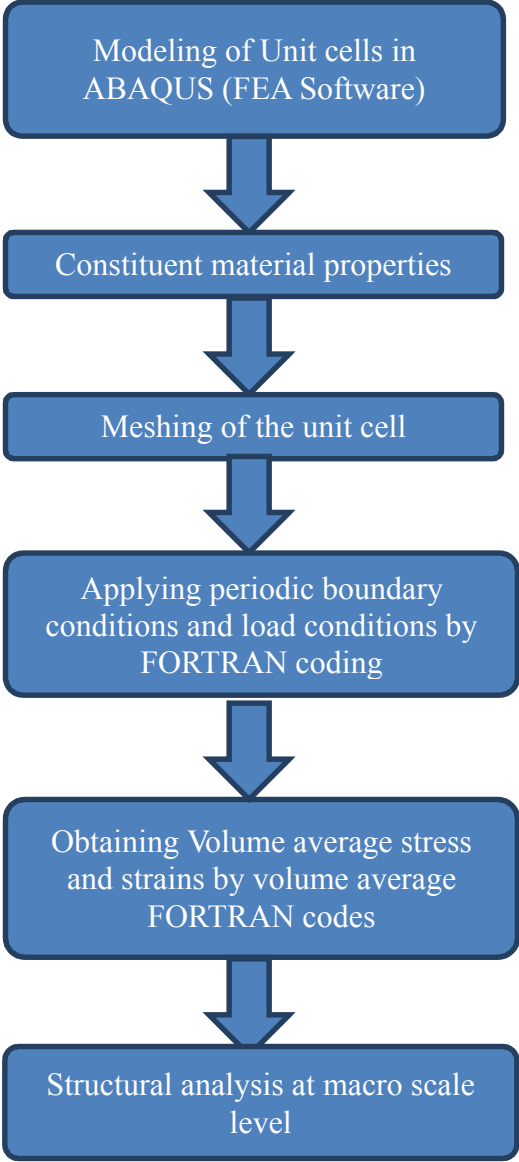 Modeling of Unit cells in
ABAQUS (FEA Software)
Constituent material properties
Meshing of the unit cell
Applying periodic boundary
conditions and load conditions by
FORTRAN coding
Obtaining Volume average stress
and strains by volume average
FORTRAN codes
Structural analysis at macro scale
level